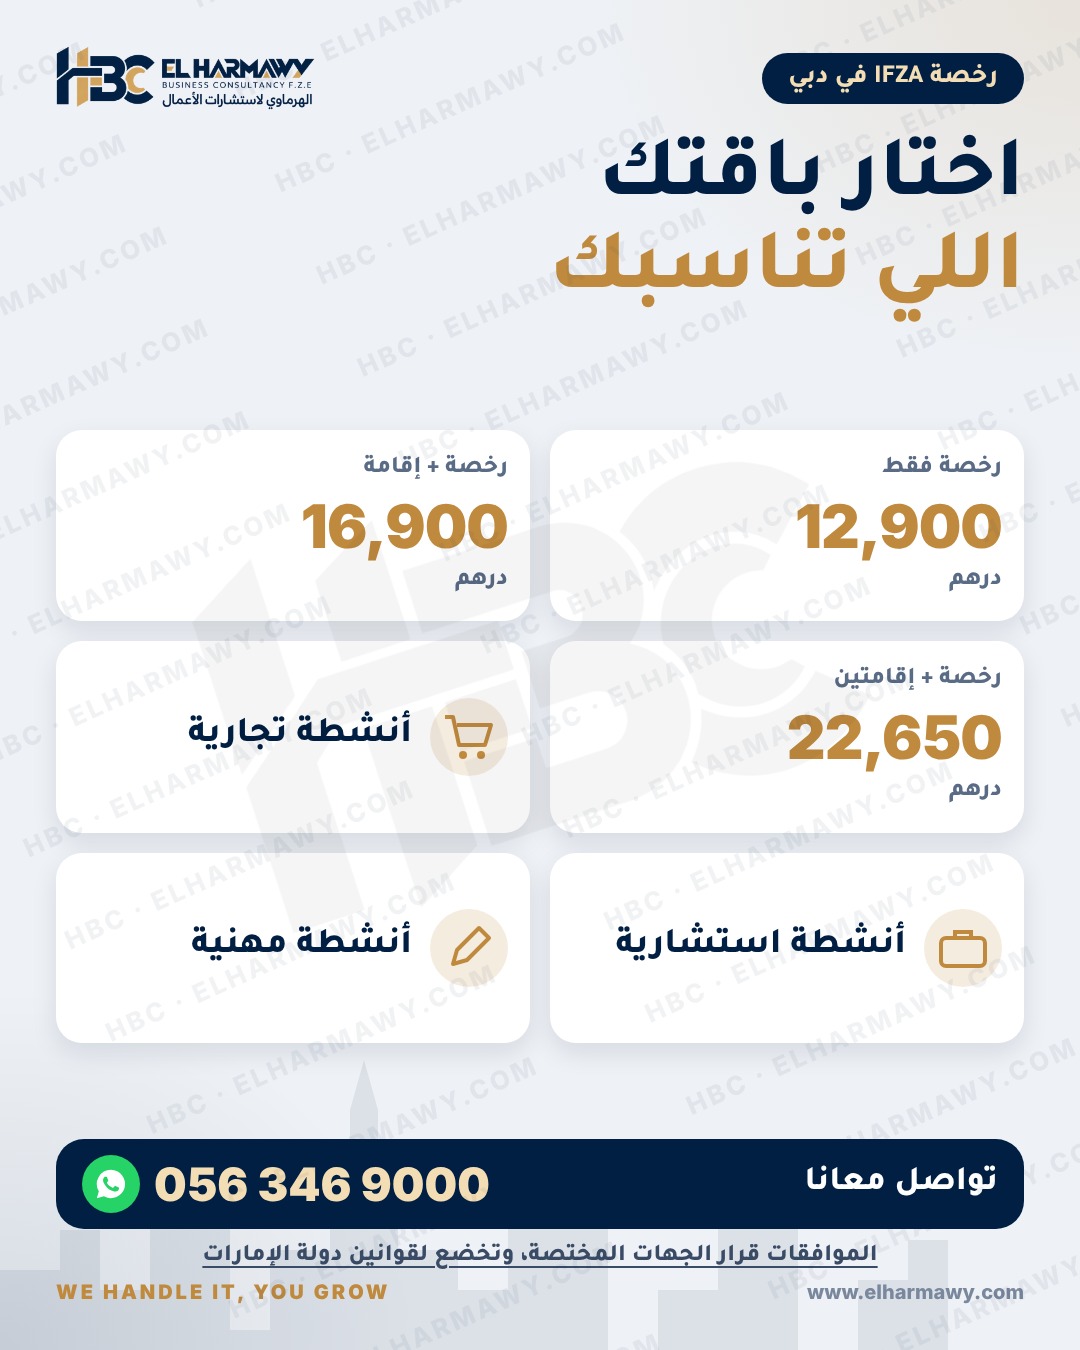 HBC EL HARMAWY
BUSINESS CONSULTANCY F.Z.E
الهرماوي لاستشارات الأعمال
رخصة IFZA في دبي
اختار باقتك
اللي تناسبك
رخصة فقط
12,900
درهم
رخصة + إقامة
16,900
درهم
رخصة + إقامتين
22,650
درهم
أنشطة تجارية
أنشطة استشارية
أنشطة مهنية
تواصل معانا
056 346 9000
الموافقات قرار الجهات المختصة، وتخضع لقوانين دولة الإمارات
WE HANDLE IT, YOU GROW
www.elharmawy.com
HBC · ELHARMAWY.COM